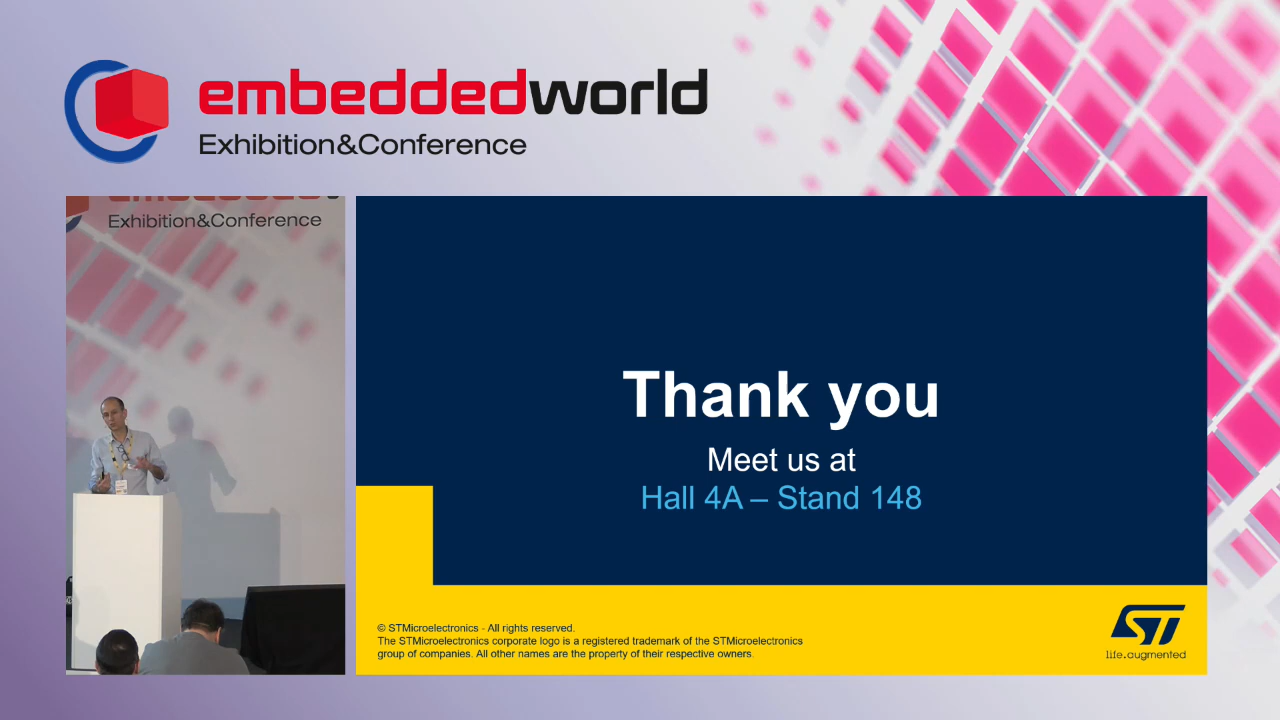 embeddedworld
Exhibition&Conference
Exhibition&Conference
Thank you
Meet us at
Hall 4A – Stand 148
© STMicroelectronics - All rights reserved.
The STMicroelectronics corporate logo is a registered trademark of the STMicroelectronics
group of companies. All other names are the property of their respective owners.
ST
life.augmented